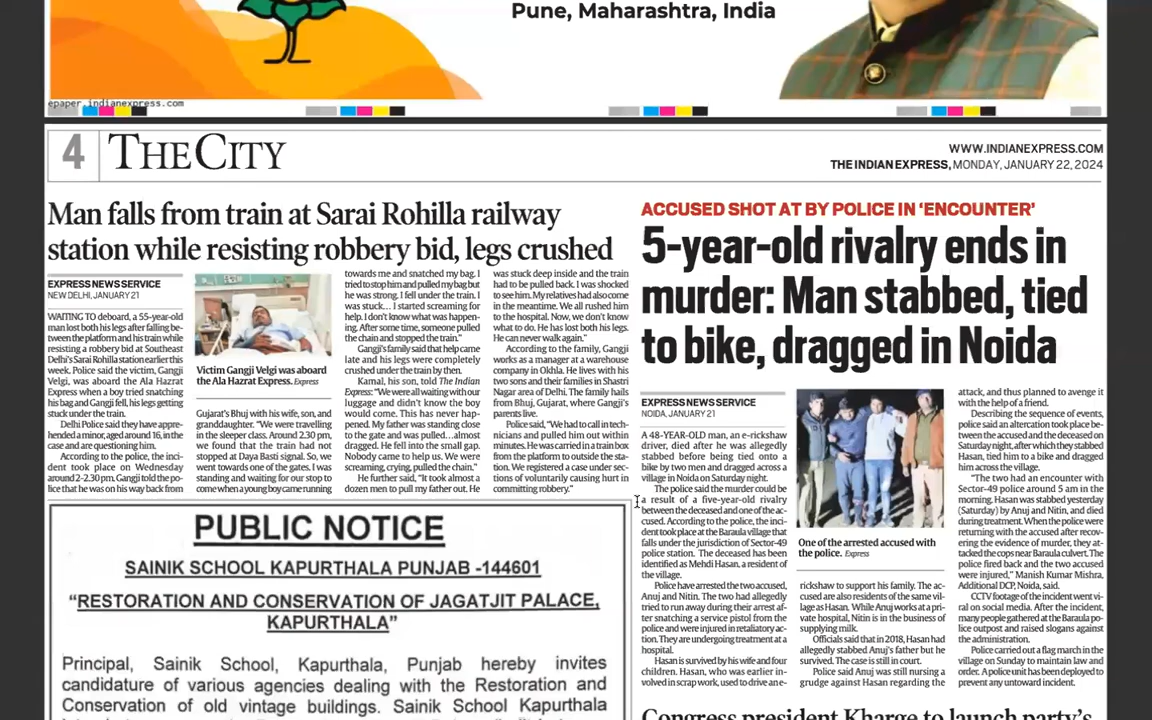 Pune, Maharashtra, India
epaper.indianexpress.com
4 THE CITY
WWW.INDIANEXPRESS.COM
THE INDIAN EXPRESS, MONDAY, JANUARY 22, 2024
Man falls from train at Sarai Rohilla railway
station while resisting robbery bid, legs crushed
EXPRESS NEWS SERVICE
NEW DELHI, JANUARY 21
WAITING TO deboard, a 55-year-old
man lost both his legs after falling be-
tween the platform and his train while
resisting a robbery bid at Southeast
Delhi's Sarai Rohilla station earlier this
week. Police said the victim, Gangji
Velgi, was aboard the Ala Hazrat
Express when a boy tried snatching
his bag and Gangji fell, his legs getting
stuck under the train.
Delhi Police said they have appre-
hended a minor, aged around 16, in the
case and are questioning him.
According to the police, the inci-
dent took place on Wednesday
around 2-2.30 pm. Gangji told the po-
lice that he was on his way back from
Victim Gangji Velgi was aboard
the Ala Hazrat Express. Express
Gujarat's Bhuj with his wife, son, and
granddaughter. "We were travelling
in the sleeper class. Around 2.30 pm,
we found that the train had not
stopped at Daya Basti signal. So, we
went towards one of the gates. I was
standing and waiting for our stop to
come when a young boy came running
towards me and snatched my bag. I
tried to stop him and pulled my bag but
he was strong. I fell under the train. I
was stuck... I started screaming for
help. I don't know what was happen-
ing. After some time, someone pulled
the chain and stopped the train."
Gangji's family said that help came
late and his legs were completely
crushed under the train by then.
Kamal, his son, told The Indian
Express: "We were all waiting with our
luggage and didn't know the boy
would come. This has never hap-
pened. My father was standing close
to the gate and was pulled...almost
dragged. He fell into the small gap.
Nobody came to help us. We were
screaming, crying, pulled the chain."
He further said, "It took almost a
dozen men to pull my father out. He
was stuck deep inside and the train
had to be pulled back. I was shocked
to see him. My relatives had also come
in the meantime. We all rushed him
to the hospital. Now, we don't know
what to do. He has lost both his legs.
He can never walk again."
According to the family, Gangji
works as a manager at a warehouse
company in Okhla. He lives with his
two sons and their families in Shastri
Nagar area of Delhi. The family hails
from Bhuj, Gujarat, where Gangji's
parents live.
Police said, "We had to call in tech-
nicians and pulled him out within
minutes. He was carried in a train box
from the platform to outside the sta-
tion. We registered a case under sec-
tions of voluntarily causing hurt in
committing robbery."
ACCUSED SHOT AT BY POLICE IN 'ENCOUNTER'
5-year-old rivalry ends in
murder: Man stabbed, tied
to bike, dragged in Noida
EXPRESS NEWS SERVICE
NOIDA, JANUARY 21
A 48-YEAR-OLD man, an e-rickshaw
driver, died after he was allegedly
stabbed before being tied onto a
bike by two men and dragged across a
village in Noida on Saturday night.
The police said the murder could be
a result of a five-year-old rivalry
between the deceased and one of the ac-
cused. According to the police, the inci-
dent took place at the Baraula village that
falls under the jurisdiction of Sector-49
police station. The deceased has been
identified as Mehdi Hasan, a resident of
the village.
Police have arrested the two accused,
Anuj and Nitin. The two had allegedly
tried to run away during their arrest af-
ter snatching a service pistol from the
police and were injured in retaliatory ac-
tion. They are undergoing treatment at a
hospital.
Hasan is survived by his wife and four
children. Hasan, who was earlier in-
volved in scrap work, used to drive an e-
One of the arrested accused with
the police. Express
rickshaw to support his family. The ac-
cused are also residents of the same vil-
lage as Hasan. While Anuj works at a pri-
vate hospital, Nitin is in the business of
supplying milk.
Officials said that in 2018, Hasan had
allegedly stabbed Anuj's father but he
survived. The case is still in court.
Police said Anuj was still nursing a
grudge against Hasan regarding the
attack, and thus planned to avenge it
with the help of a friend.
Describing the sequence of events,
police said an altercation took place be-
tween the accused and the deceased on
Saturday night, after which they stabbed
Hasan, tied him to a bike and dragged
him across the village.
"The two had an encounter with
Sector-49 police around 5 am in the
morning. Hasan was stabbed yesterday
(Saturday) by Anuj and Nitin, and died
during treatment. When the police were
returning with the accused after recov-
ering the evidence of murder, they at-
tacked the cops near Baraula culvert. The
police fired back and the two accused
were injured," Manish Kumar Mishra,
Additional DCP, Noida, said.
CCTV footage of the incident went vi-
ral on social media. After the incident,
many people gathered at the Baraula po-
lice outpost and raised slogans against
the administration.
Police carried out a flag march in the
village on Sunday to maintain law and
order. A police unit has been deployed to
prevent any untoward incident.
PUBLIC NOTICE
SAINIK SCHOOL KAPURTHALA PUNJAB -144601
"RESTORATION AND CONSERVATION OF JAGATJIT PALACE,
KAPURTHALA"
Principal, Sainik School, Kapurthala, Punjab hereby invites
candidature of various agencies dealing with the Restoration and
Conservation of old vintage buildings. Sainik School Kapurthala
Congress president Kharge to launch party's